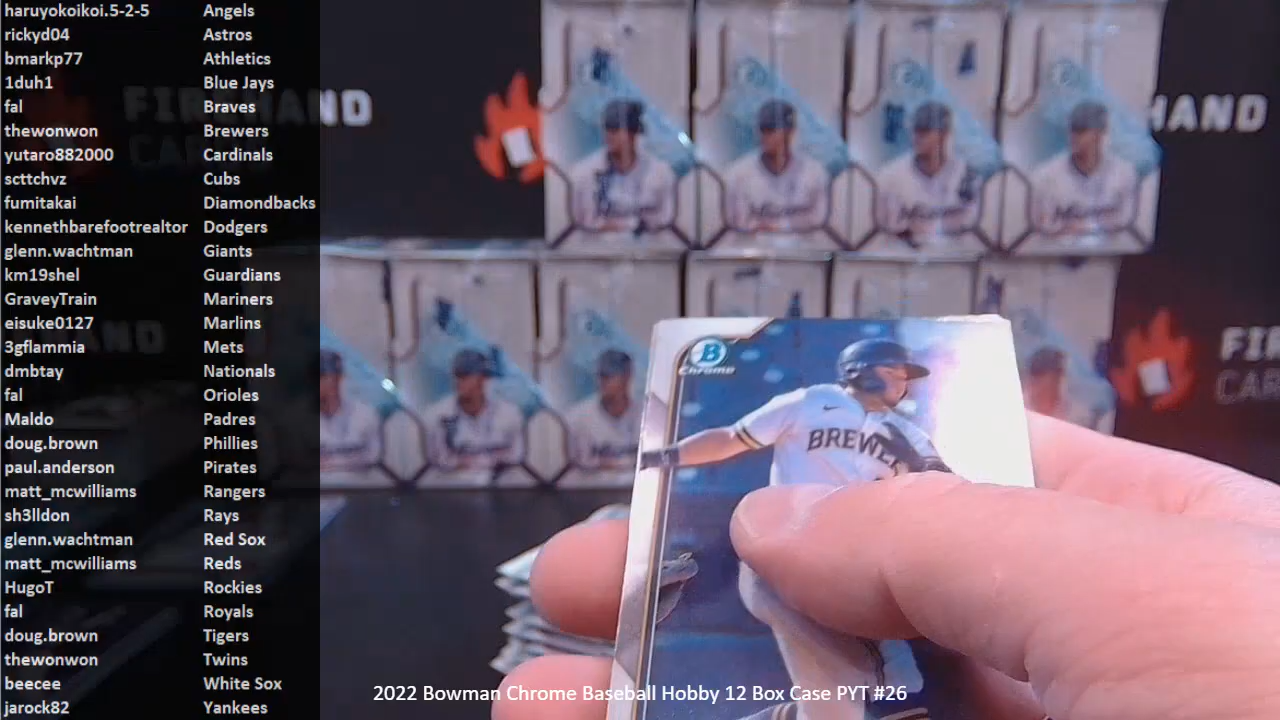 haruyokoikoi.5-2-5 Angels
rickyd04 Astros
bmarkp77 Athletics
1duh1 Blue Jays
fal Braves
thewonwon Brewers
yutaro882000 Cardinals
scttchvz Cubs
fumitakai Diamondbacks
kennethbarefootrealtor Dodgers
glenn.wachtman Giants
km19shel Guardians
GraveyTrain Mariners
eisuke0127 Marlins
3gflammia Mets
dmbtay Nationals
fal Orioles
Maldo Padres
doug.brown Phillies
paul.anderson Pirates
matt_mcwilliams Rangers
sh3lldon Rays
glenn.wachtman Red Sox
matt_mcwilliams Reds
HugoT Rockies
fal Royals
doug.brown Tigers
thewonwon Twins
beecee White Sox
jarock82 Yankees
B
Chrome
BREWE
2022 Bowman Chrome Baseball Hobby 12 Box Case PYT #26